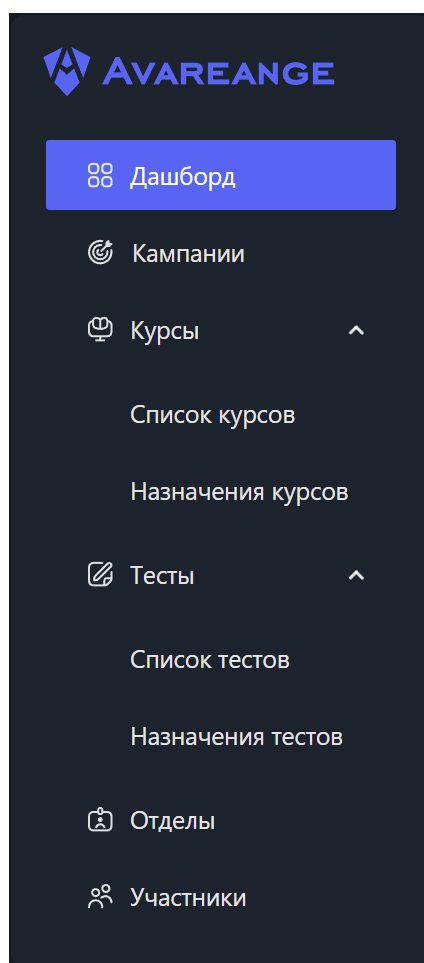 AVAREANGE
Дашборд
Кампании
Курсы
Список курсов
Назначения курсов
Тесты
Список тестов
Назначения тестов
Отделы
Участники